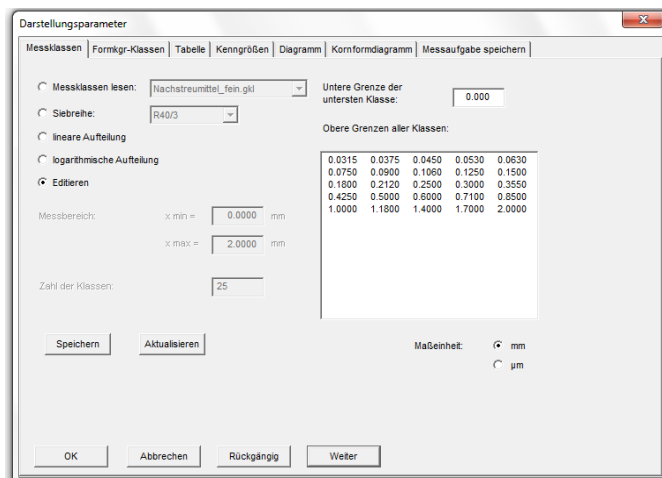 Darstellungsparameter
Messklassen Formkgr-Klassen Tabelle Kenngrößen Diagramm Kornformdiagramm Messaufgabe speichern
Messklassen lesen: Nachstreumittel_fein.gkl
Siebreihe: R40/3
lineare Aufteilung
logarithmische Aufteilung
Editieren
Messbereich: x min = 0.0000 mm
x max = 2.0000 mm
Zahl der Klassen: 25
Speichern Aktualisieren
Untere Grenze der
untersten Klasse: 0.000
Obere Grenzen aller Klassen:
0.0315 0.0375 0.0450 0.0530 0.0630
0.0750 0.0900 0.1060 0.1250 0.1500
0.1800 0.2120 0.2500 0.3000 0.3550
0.4250 0.5000 0.6000 0.7100 0.8500
1.0000 1.1800 1.4000 1.7000 2.0000
Maßeinheit: mm
µm
OK Abbrechen Rückgängig Weiter